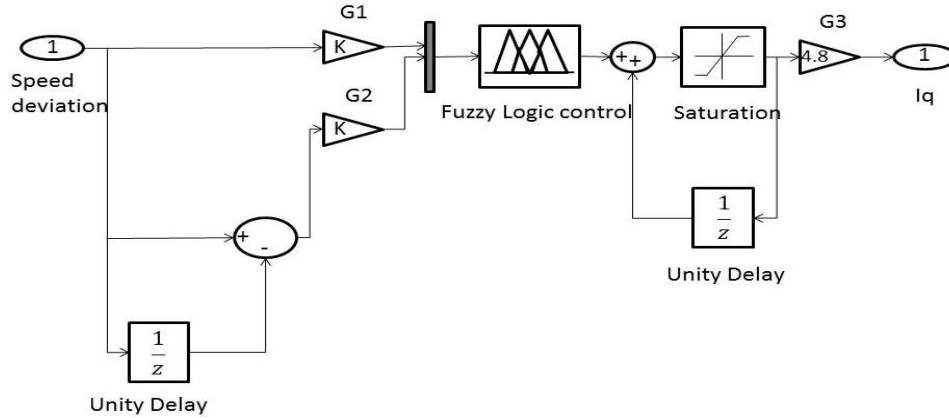 G1
G3
1
K
4.8
1
Speed
deviation
G2
Fuzzy Logic control
+
+
Saturation
Iq
K
1
z
Unity Delay
+
-
1
z
Unity Delay